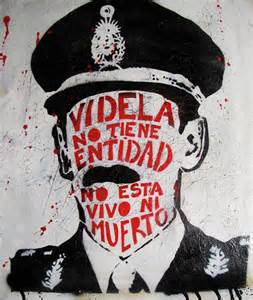 VIDELA
NO TIENE
ENTIDAD
NO ESTA
VIVO NI
MUERTO